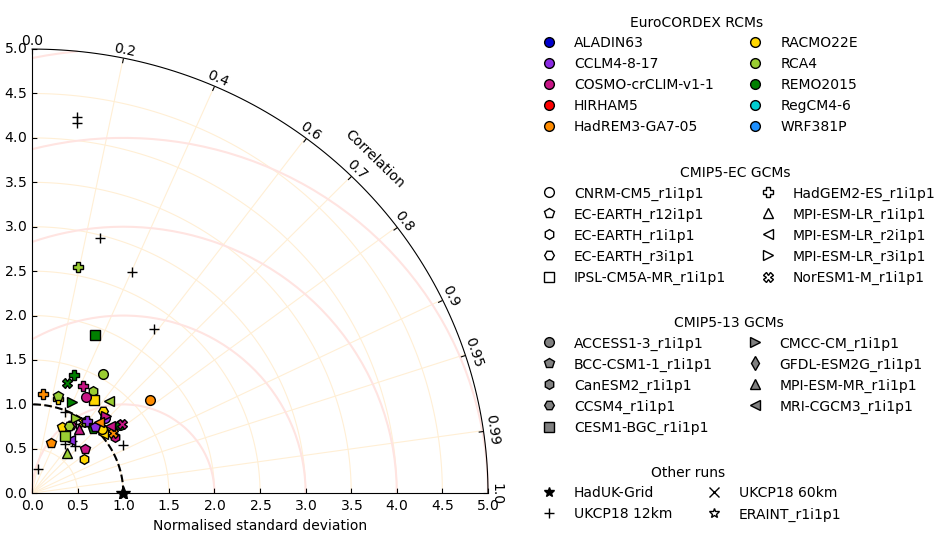 0.0
0.2
0.4
0.6
0.7
0.8
0.9
0.95
0.99
1.0
Correlation
5.0
4.5
4.0
3.5
3.0
2.5
2.0
1.5
1.0
0.5
0.0
0.0 0.5 1.0 1.5 2.0 2.5 3.0 3.5 4.0 4.5 5.0
Normalised standard deviation
EuroCORDEX RCMs
ALADIN63 RACMO22E
CCLM4-8-17 RCA4
COSMO-crCLIM-v1-1 REMO2015
HIRHAM5 RegCM4-6
HadREM3-GA7-05 WRF381P
CMIP5-EC GCMs
CNRM-CM5_r1i1p1 HadGEM2-ES_r1i1p1
EC-EARTH_r12i1p1 MPI-ESM-LR_r1i1p1
EC-EARTH_r1i1p1 MPI-ESM-LR_r2i1p1
EC-EARTH_r3i1p1 MPI-ESM-LR_r3i1p1
IPSL-CM5A-MR_r1i1p1 NorESM1-M_r1i1p1
CMIP5-13 GCMs
ACCESS1-3_r1i1p1 CMCC-CM_r1i1p1
BCC-CSM1-1_r1i1p1 GFDL-ESM2G_r1i1p1
CanESM2_r1i1p1 MPI-ESM-MR_r1i1p1
CCSM4_r1i1p1 MRI-CGCM3_r1i1p1
CESM1-BGC_r1i1p1
Other runs
HadUK-Grid UKCP18 60km
UKCP18 12km ERAINT_r1i1p1